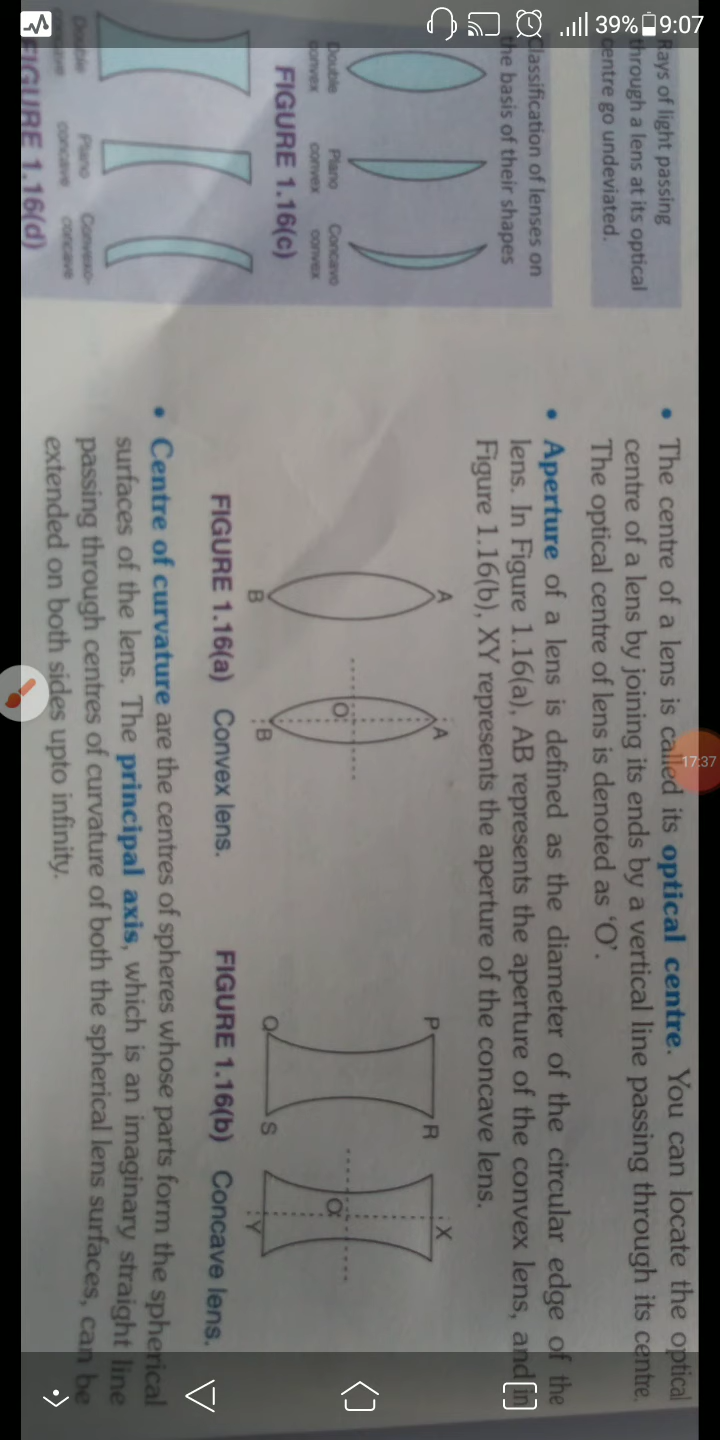 39% 9:07
17:37
Rays of light passing
through a lens at its optical
centre go undeviated.
Classification of lenses on
the basis of their shapes
Double convex
Plano convex
Concavo convex
FIGURE 1.16(c)
Double concave
Plano concave
Convexo-concave
FIGURE 1.16(d)
• The centre of a lens is called its optical centre. You can locate the optical
centre of a lens by joining its ends by a vertical line passing through its centre.
The optical centre of lens is denoted as ‘O’.
• Aperture of a lens is defined as the diameter of the circular edge of the
lens. In Figure 1.16(a), AB represents the aperture of the convex lens, and in
Figure 1.16(b), XY represents the aperture of the concave lens.
A
B
A
O
B
P
R
Q
S
X
Y
FIGURE 1.16(a) Convex lens.
FIGURE 1.16(b) Concave lens.
• Centre of curvature are the centres of spheres whose parts form the spherical
surfaces of the lens. The principal axis, which is an imaginary straight line
passing through centres of curvature of both the spherical lens surfaces, can be
extended on both sides upto infinity.